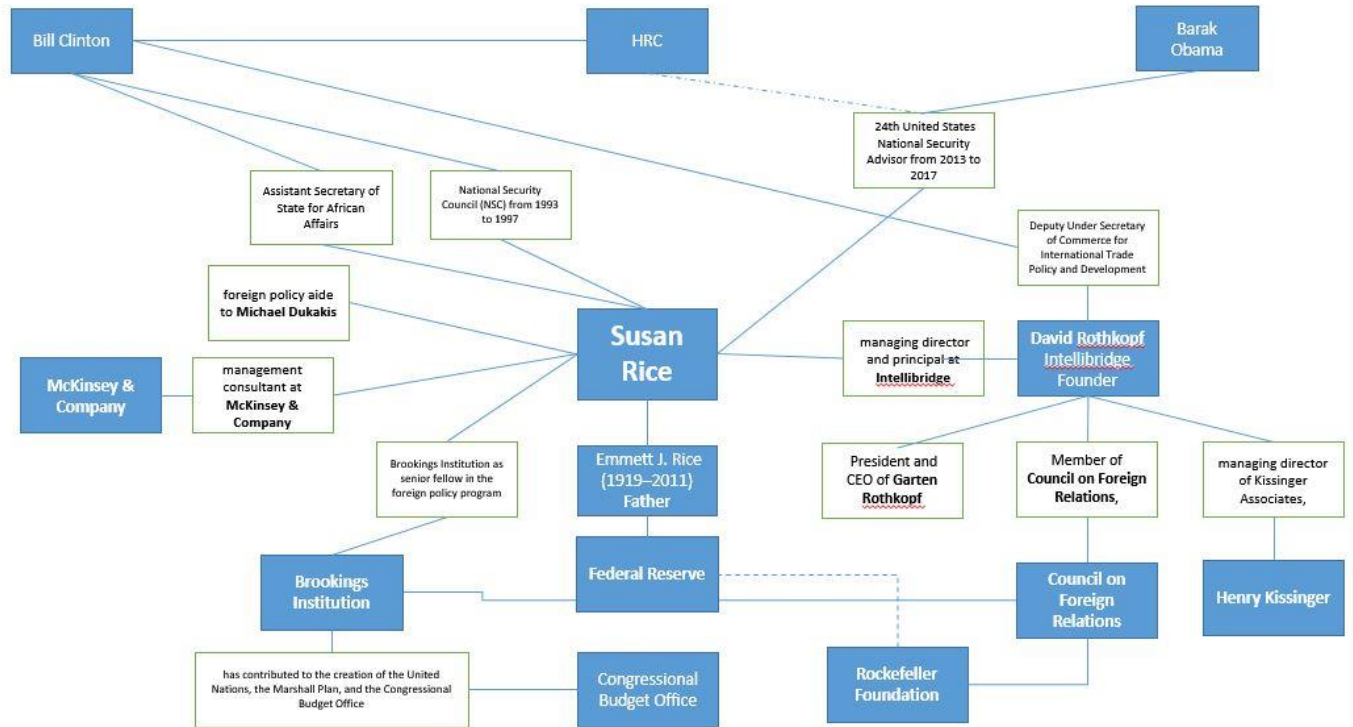 Bill Clinton
HRC
Barak
Obama
24th United States
National Security
Advisor from 2013 to
2017
Assistant Secretary of
State for African
Affairs
National Security
Council (NSC) from 1993
to 1997
Deputy Under Secretary
of Commerce for
International Trade
Policy and Development
foreign policy aide
to Michael Dukakis
Susan
Rice
managing director
and principal at
Intellibridge
David Rothkopf
Intellibridge
Founder
McKinsey &
Company
management
consultant at
McKinsey &
Company
Brookings Institution as
senior fellow in the
foreign policy program
Emmett J. Rice
(1919–2011)
Father
President and
CEO of Garten
Rothkopf
Member of
Council on Foreign
Relations,
managing director
of Kissinger
Associates,
Brookings
Institution
Federal Reserve
Council on
Foreign
Relations
Henry Kissinger
has contributed to the creation of the United
Nations, the Marshall Plan, and the Congressional
Budget Office
Congressional
Budget Office
Rockefeller
Foundation